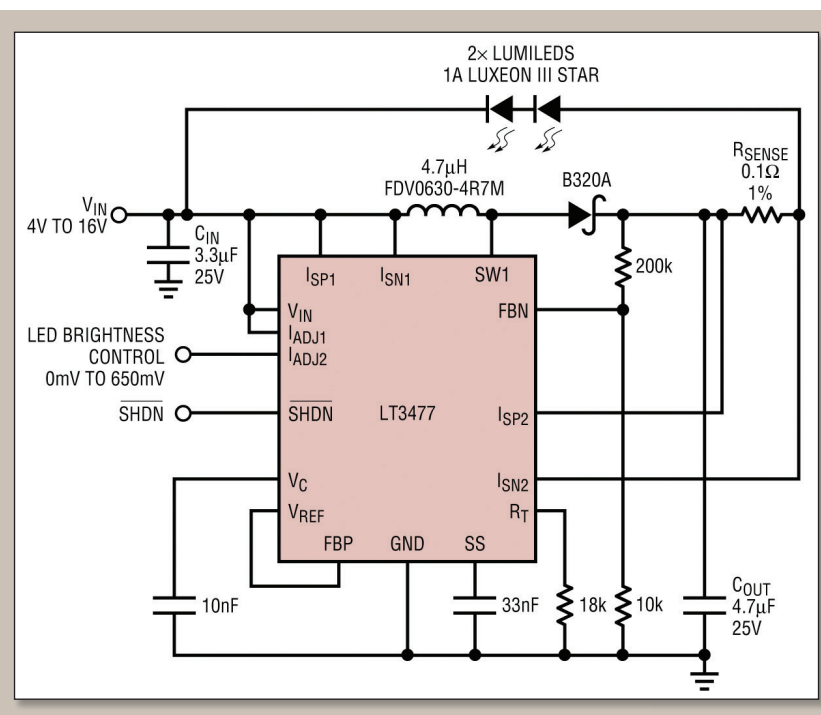 2× LUMILEDS
1A LUXEON III STAR
RSENSE
0.1Ω
1%
4.7µH
FDV0630-4R7M
B320A
VIN
4V TO 16V
CIN
3.3µF
25V
ISP1
ISN1
SW1
200k
VIN
FBN
IADJ1
LED BRIGHTNESS
CONTROL
0mV TO 650mV
IADJ2
SHDN
SHDN
LT3477
ISP2
VC
ISN2
VREF
RT
FBP
GND
SS
10nF
33nF
18k
10k
COUT
4.7µF
25V